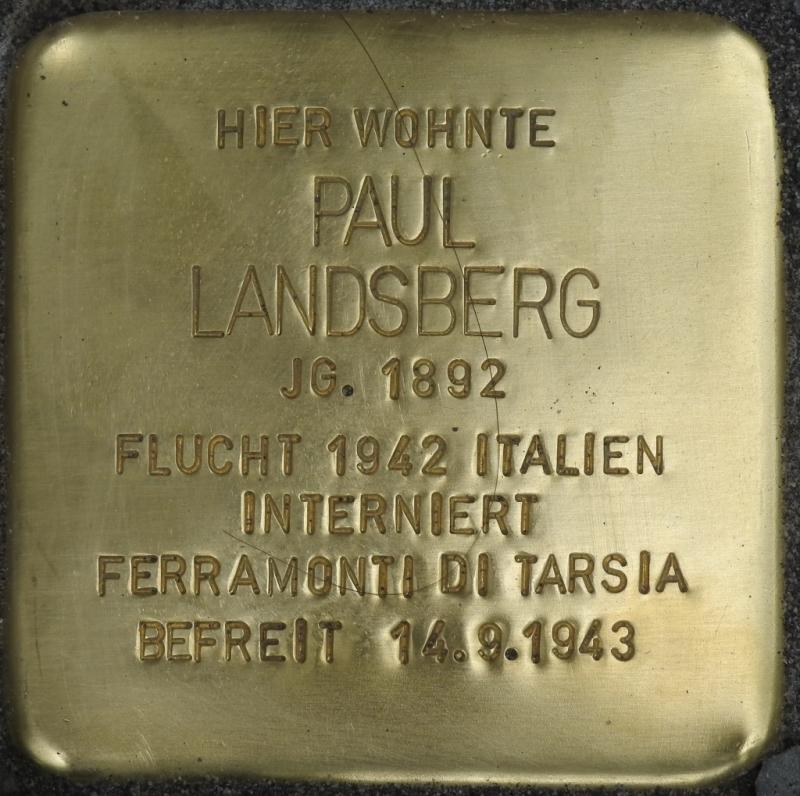 HIER WOHNTE
PAUL
LANDSBERG
JG. 1892
FLUCHT 1942 ITALIEN
INTERNIERT
FERRAMONTI DI TARSIA
BEFREIT 14.9.1943